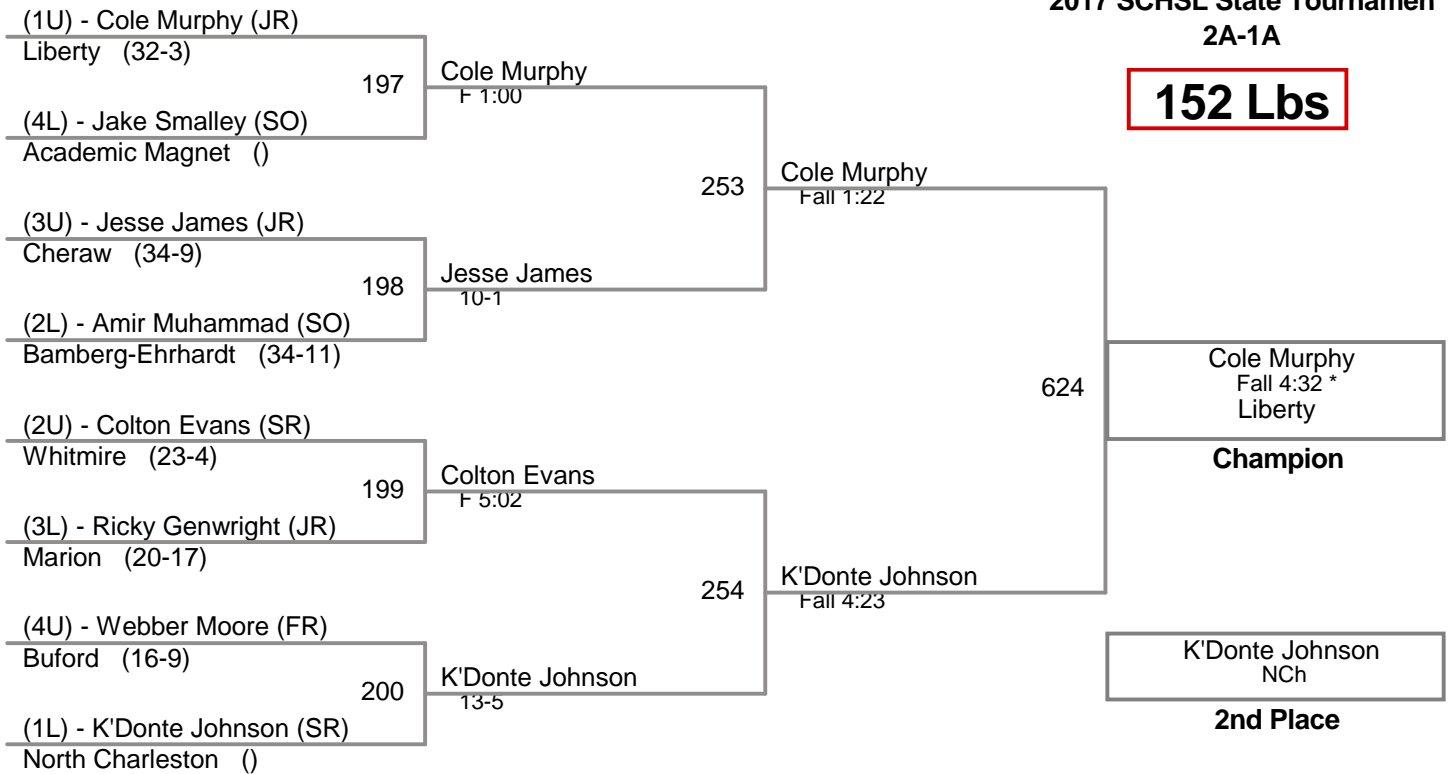 2017 SCHSL State Tournamen
2A-1A
152 Lbs
(1U) - Cole Murphy (JR)
Liberty (32-3)
197
(4L) - Jake Smalley (SO)
Academic Magnet ()
Cole Murphy
F 1:00
(3U) - Jesse James (JR)
Cheraw (34-9)
198
(2L) - Amir Muhammad (SO)
Bamberg-Ehrhardt (34-11)
Jesse James
10-1
253
Cole Murphy
Fall 1:22
(2U) - Colton Evans (SR)
Whitmire (23-4)
199
(3L) - Ricky Genwright (JR)
Marion (20-17)
Colton Evans
F 5:02
(4U) - Webber Moore (FR)
Buford (16-9)
200
(1L) - K'Donte Johnson (SR)
North Charleston ()
K'Donte Johnson
13-5
254
K'Donte Johnson
Fall 4:23
624
Cole Murphy
Fall 4:32 *
Liberty
Champion
K'Donte Johnson
NCh
2nd Place